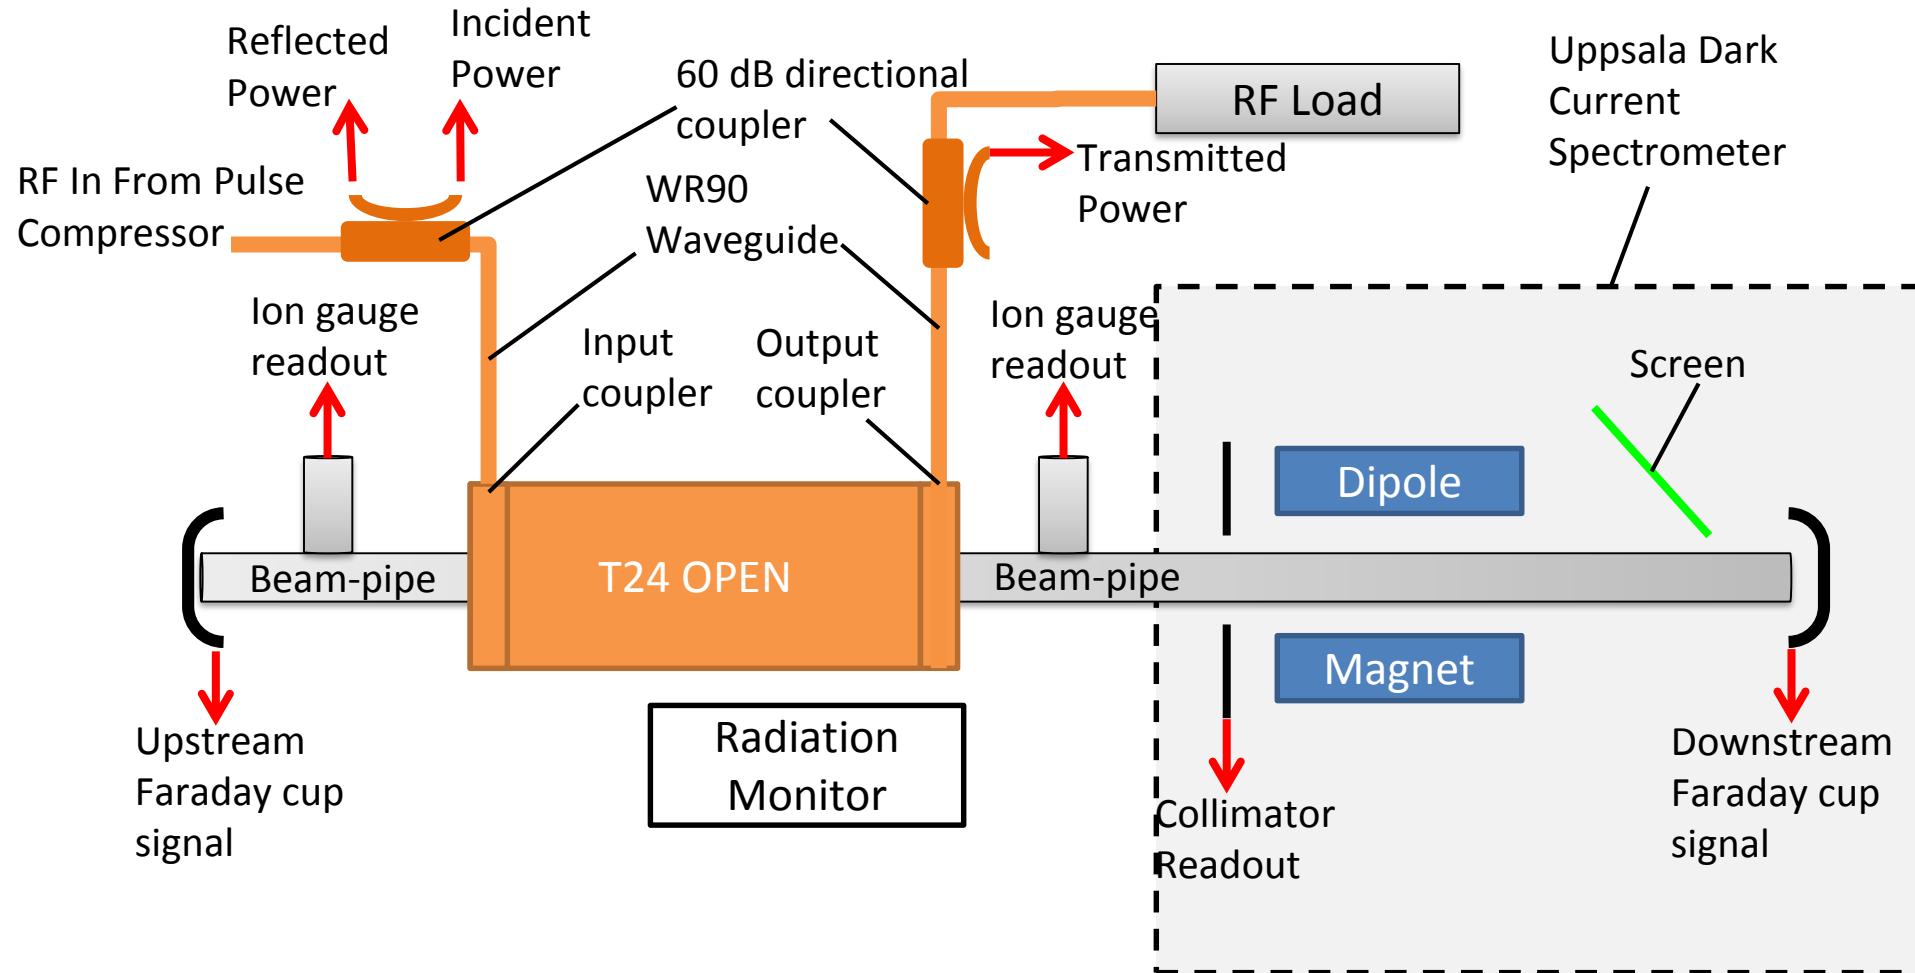 Reflected
Power
Incident
Power
60 dB directional
coupler
RF Load
Uppsala Dark
Current
Spectrometer
RF In From Pulse
Compressor
WR90
Waveguide
Transmitted
Power
Ion gauge
readout
Input
coupler
Output
coupler
Ion gauge
readout
Screen
Dipole
Beam-pipe
T24 OPEN
Beam-pipe
Magnet
Upstream
Faraday cup
signal
Radiation
Monitor
Collimator
Readout
Downstream
Faraday cup
signal